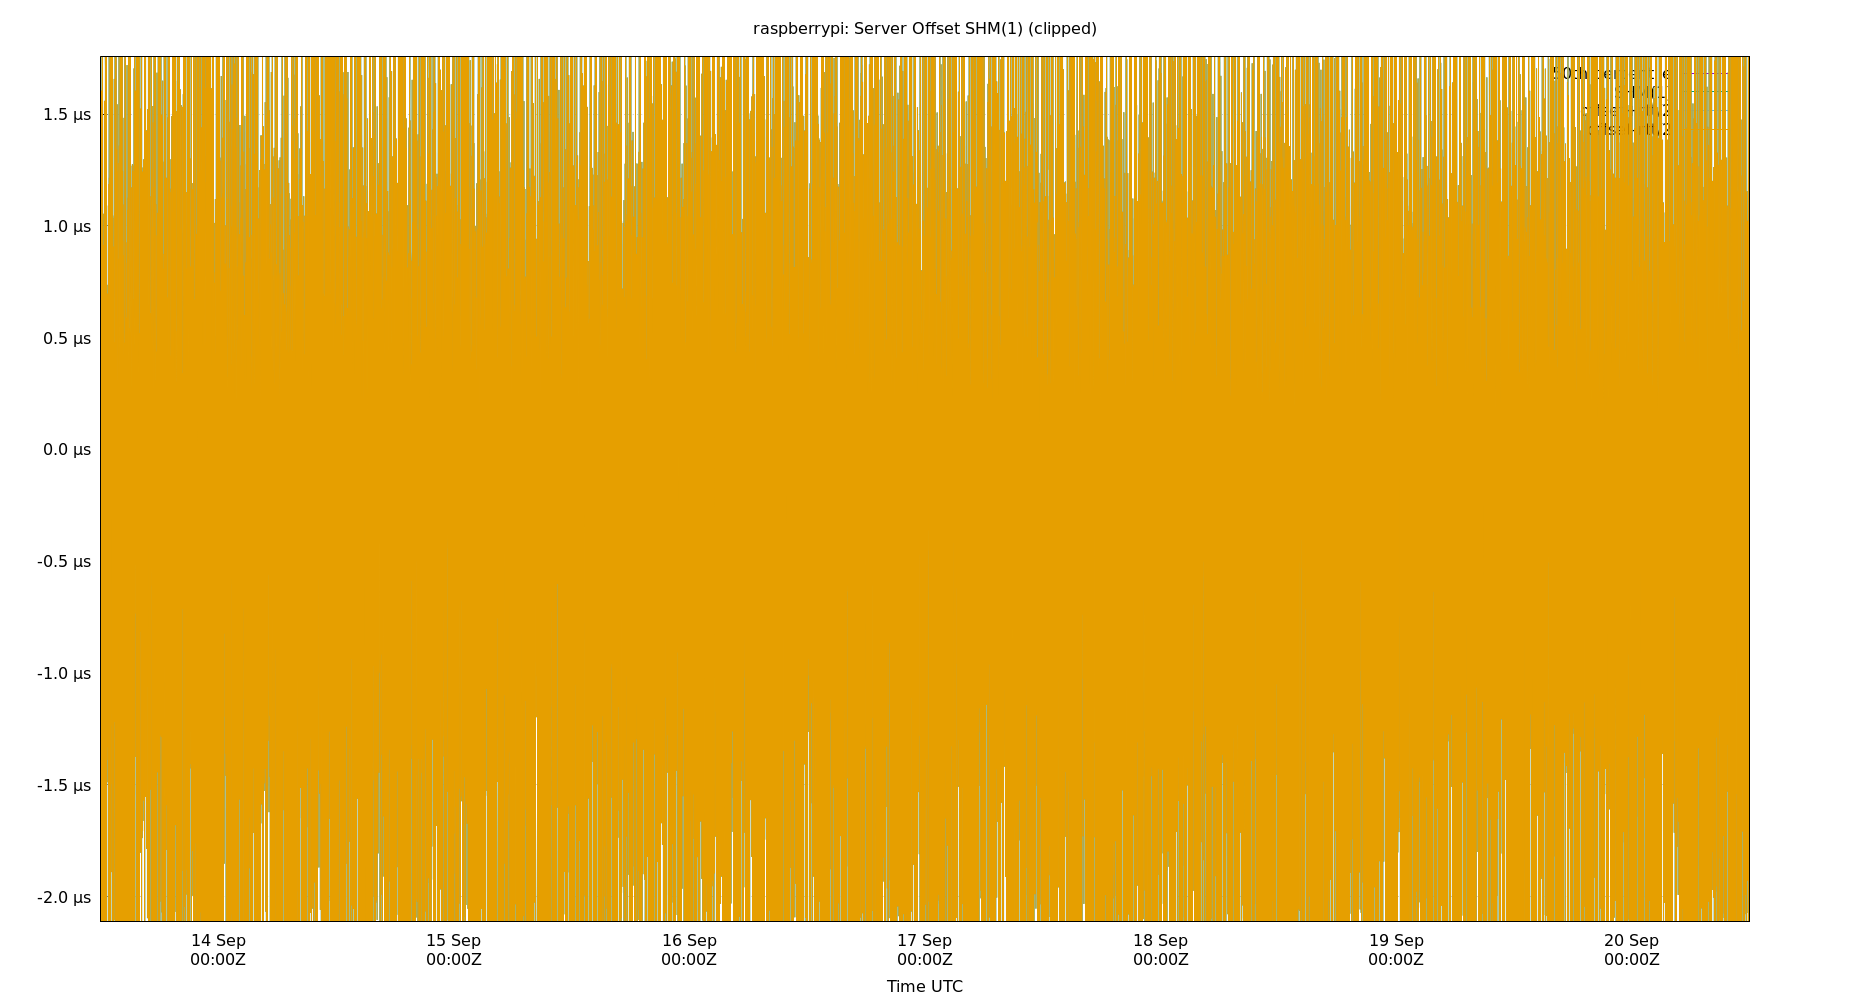 raspberrypi: Server Offset SHM(1) (clipped)
1.5 µs
1.0 µs
0.5 µs
0.0 µs
-0.5 µs
-1.0 µs
-1.5 µs
-2.0 µs
14 Sep 15 Sep 16 Sep 17 Sep 18 Sep 19 Sep 20 Sep
00:00Z 00:00Z 00:00Z 00:00Z 00:00Z 00:00Z 00:00Z
Time UTC